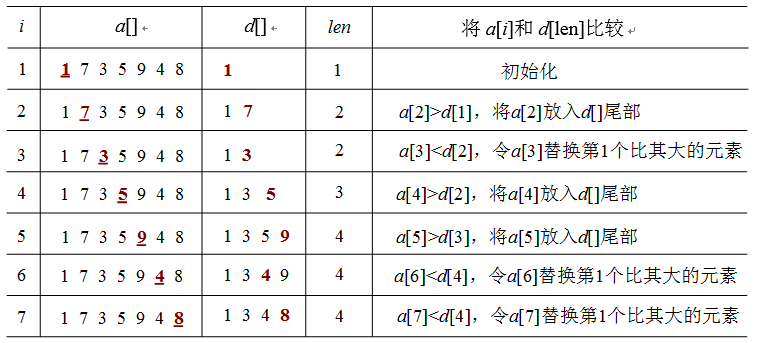 i a[]↵ d[]↵ len 将 a[i]和 d[len]比较↵
1 1 7 3 5 9 4 8 1 1 初始化
2 1 7 3 5 9 4 8 1 7 2 a[2]>d[1]，将a[2]放入d[]尾部
3 1 7 3 5 9 4 8 1 3 2 a[3]<d[2]，令a[3]替换第1个比其大的元素
4 1 7 3 5 9 4 8 1 3 5 3 a[4]>d[2]，将a[4]放入d[]尾部
5 1 7 3 5 9 4 8 1 3 5 9 4 a[5]>d[3]，将a[5]放入d[]尾部
6 1 7 3 5 9 4 8 1 3 4 9 4 a[6]<d[4]，令a[6]替换第1个比其大的元素
7 1 7 3 5 9 4 8 1 3 4 8 4 a[7]<d[4]，令a[7]替换第1个比其大的元素